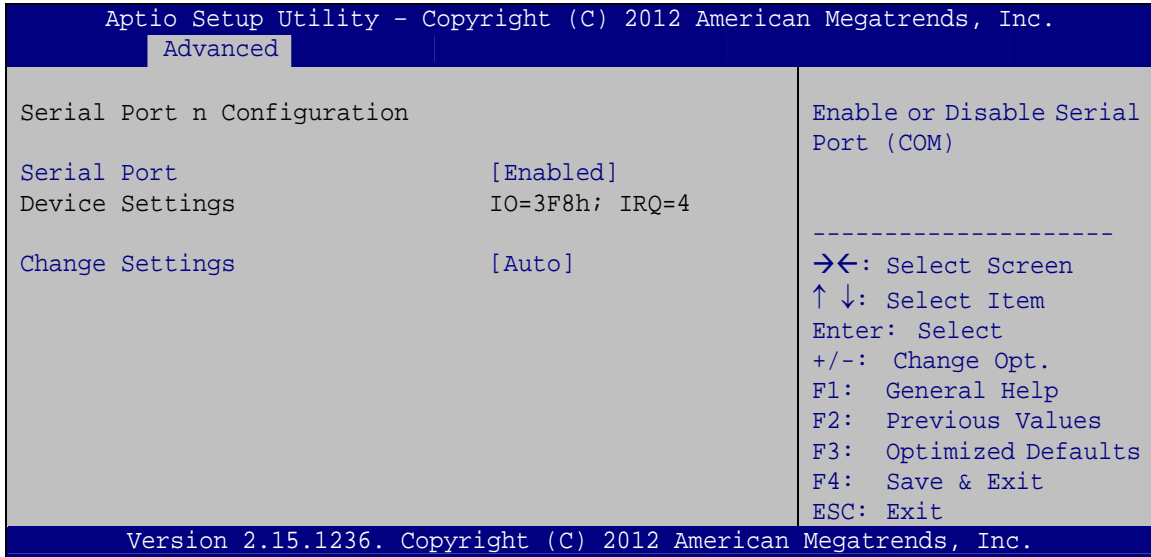 Aptio Setup Utility – Copyright (C) 2012 American Megatrends, Inc.
Advanced
Serial Port n Configuration
Serial Port [Enabled]
Device Settings IO=3F8h; IRQ=4
Change Settings [Auto]
Enable or Disable Serial
Port (COM)
---------------------
→←: Select Screen
↑ ↓: Select Item
Enter: Select
+/-: Change Opt.
F1: General Help
F2: Previous Values
F3: Optimized Defaults
F4: Save & Exit
ESC: Exit
Version 2.15.1236. Copyright (C) 2012 American Megatrends, Inc.